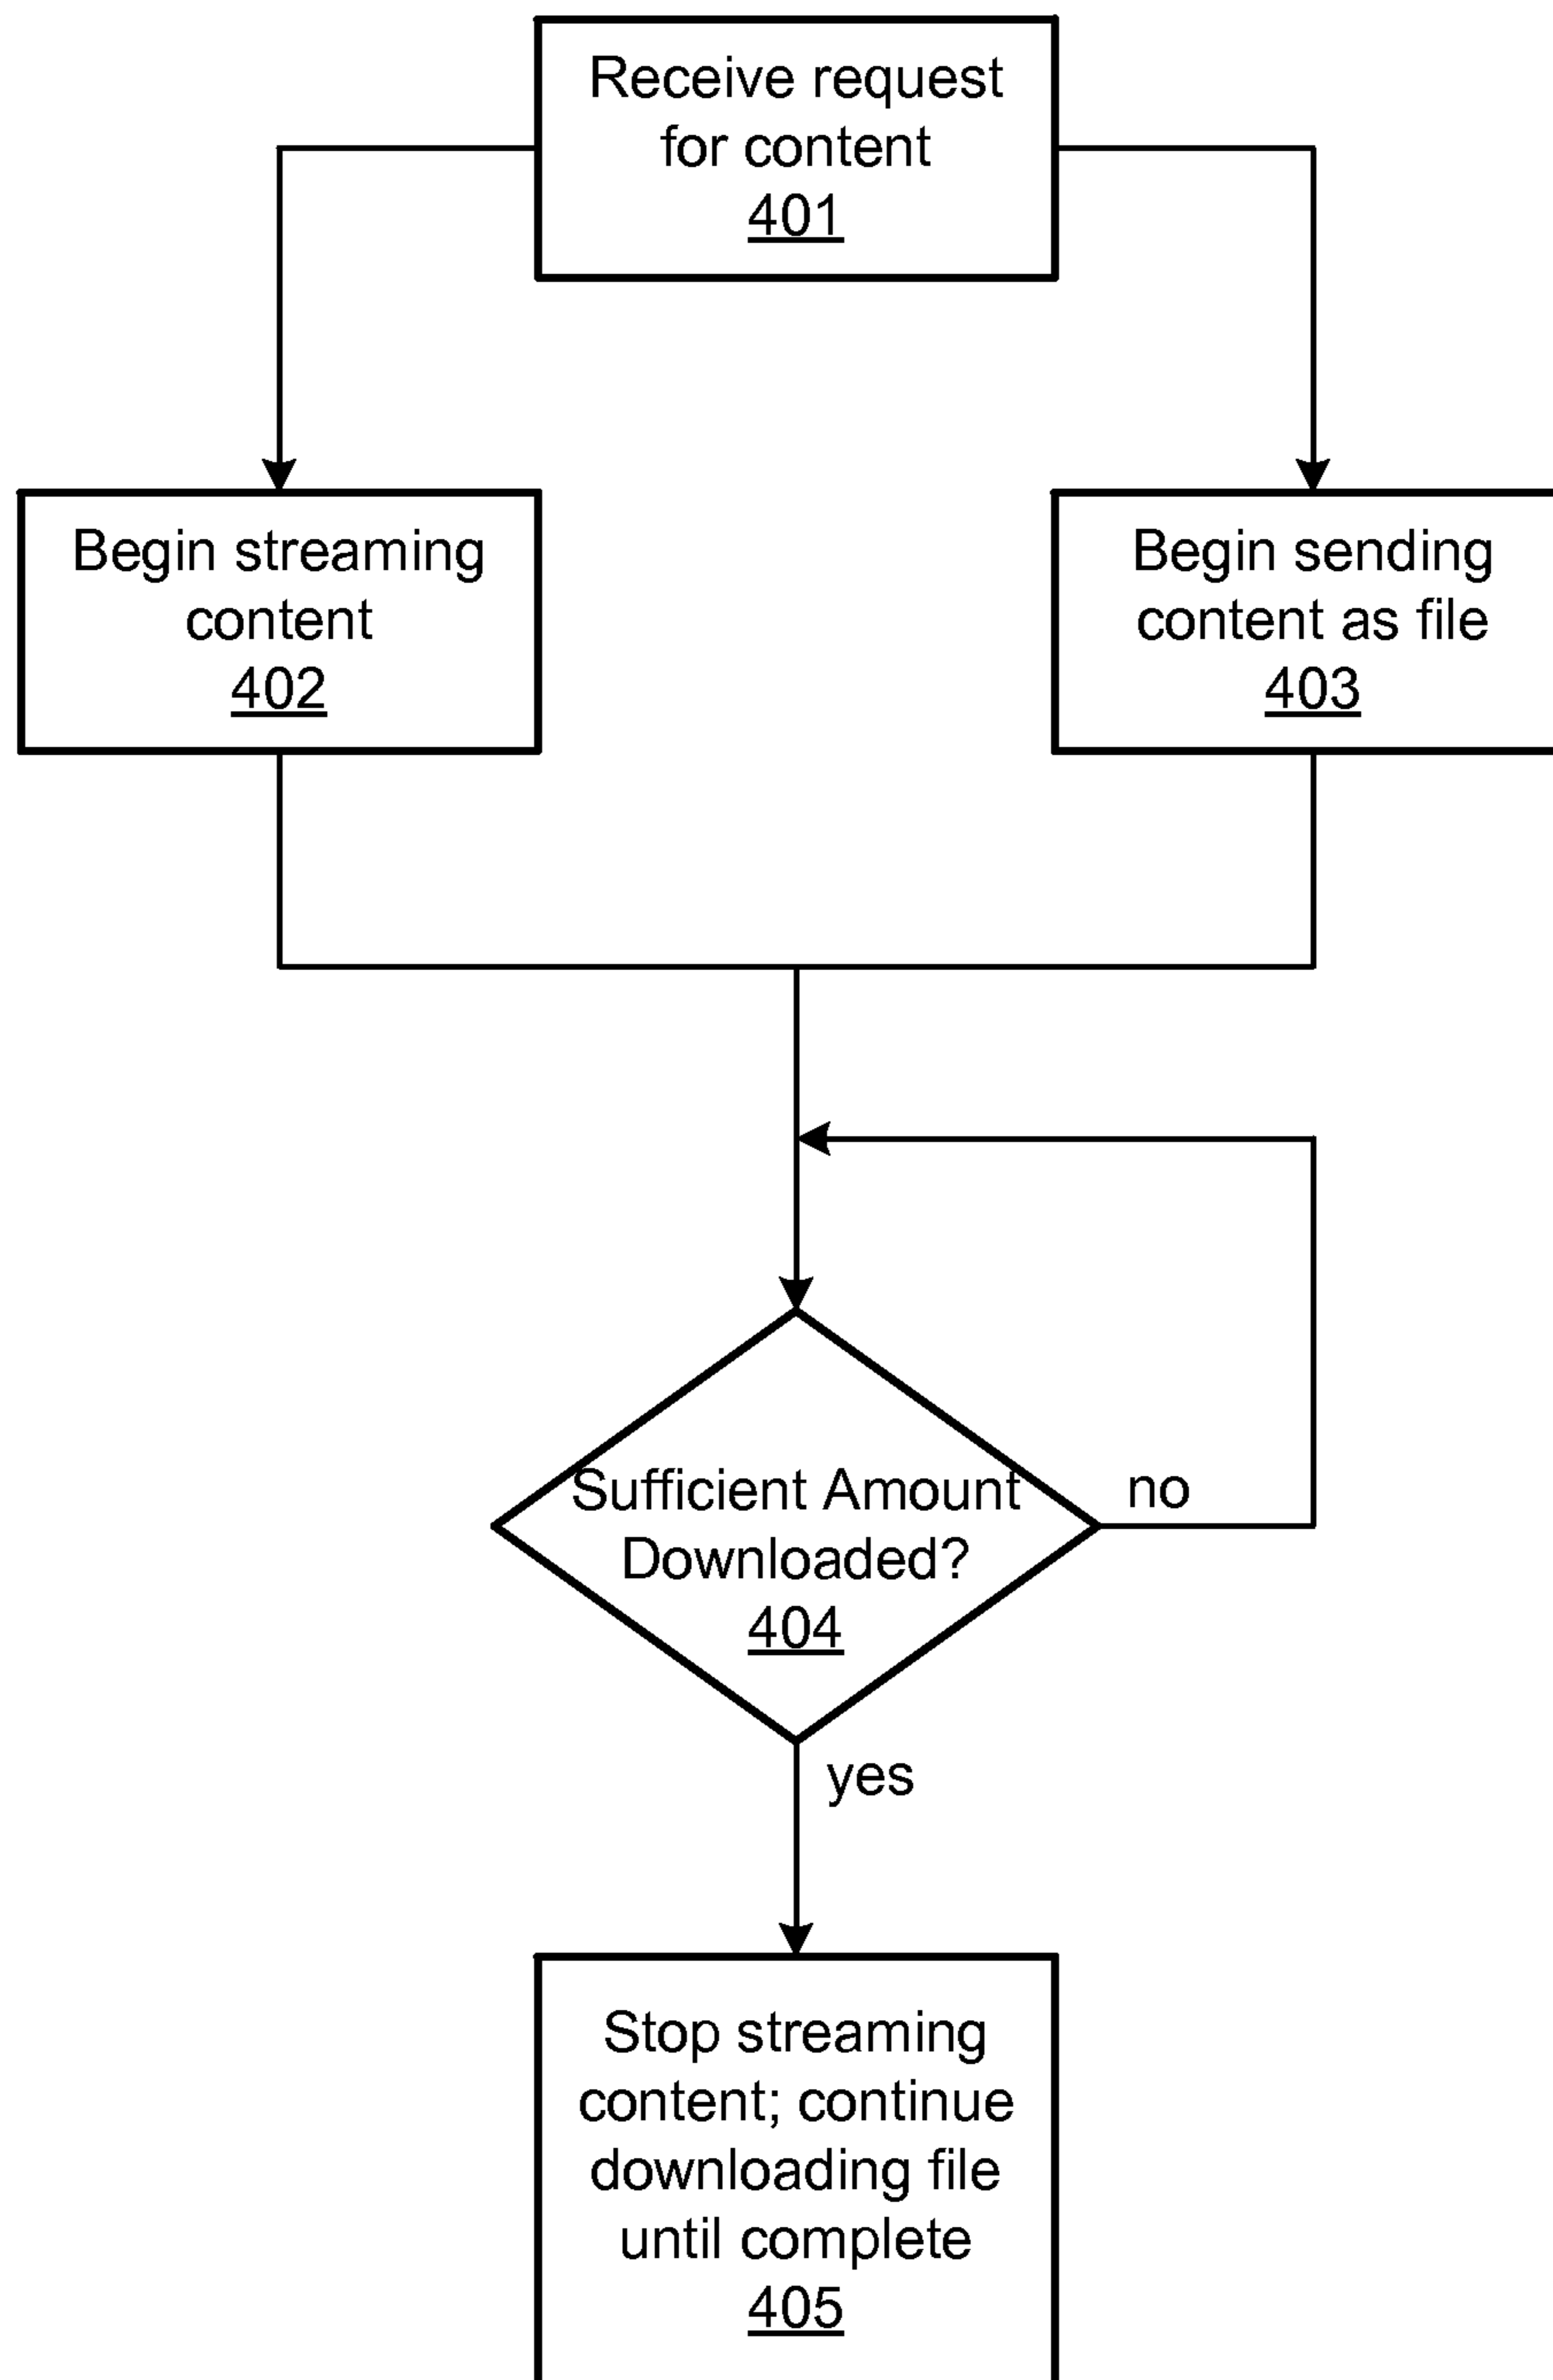 Receive request
for content
401
Begin streaming
content
402
Begin sending
content as file
403
Sufficient Amount
Downloaded?
404
no
yes
Stop streaming
content; continue
downloading file
until complete
405